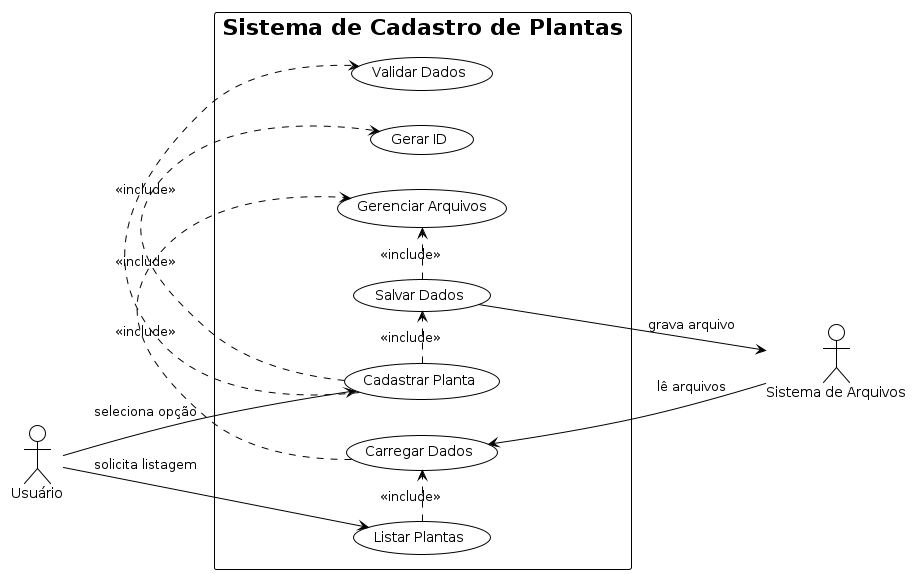 Sistema de Cadastro de Plantas
Validar Dados
Gerar ID
«include»
Gerenciar Arquivos
«include»
«include»
Salvar Dados
grava arquivo
«include»
«include»
Cadastrar Planta
lê arquivos
Sistema de Arquivos
seleciona opção
Carregar Dados
solicita listagem
Usuário
«include»
Listar Plantas